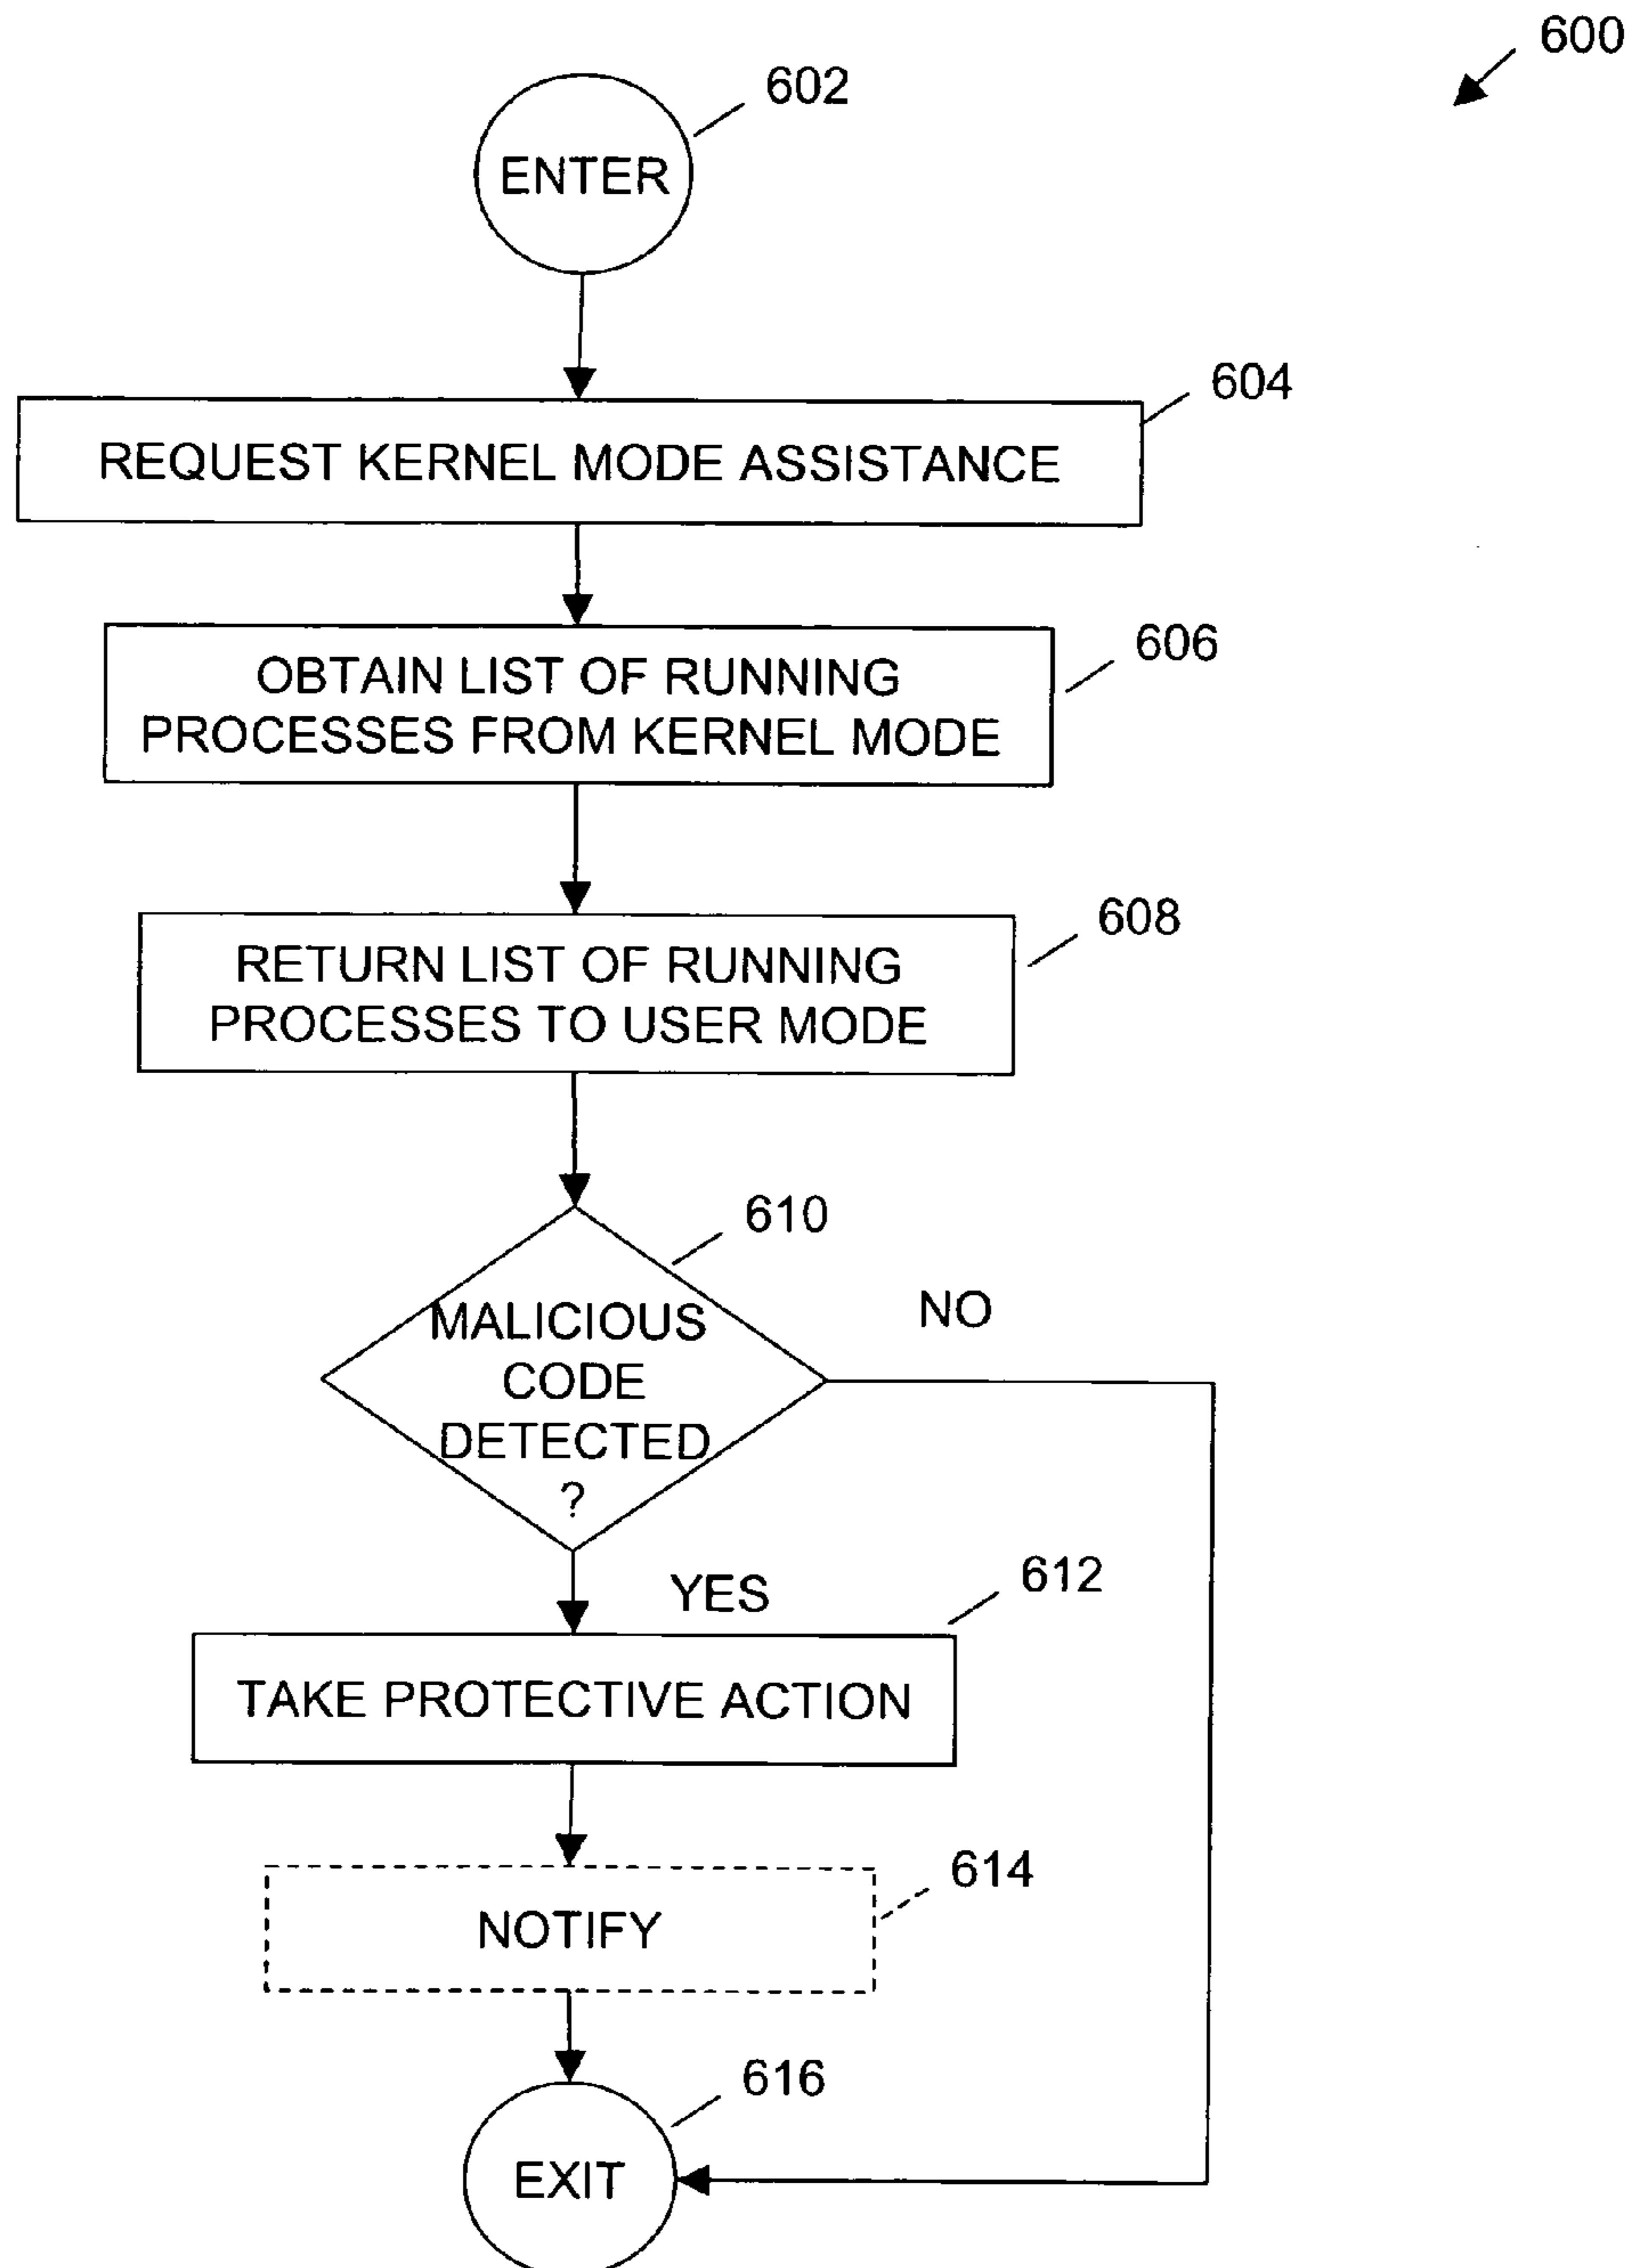 600
602
ENTER
604
REQUEST KERNEL MODE ASSISTANCE
606
OBTAIN LIST OF RUNNING
PROCESSES FROM KERNEL MODE
608
RETURN LIST OF RUNNING
PROCESSES TO USER MODE
610
NO
MALICIOUS
CODE
DETECTED
?
YES
612
TAKE PROTECTIVE ACTION
614
NOTIFY
616
EXIT